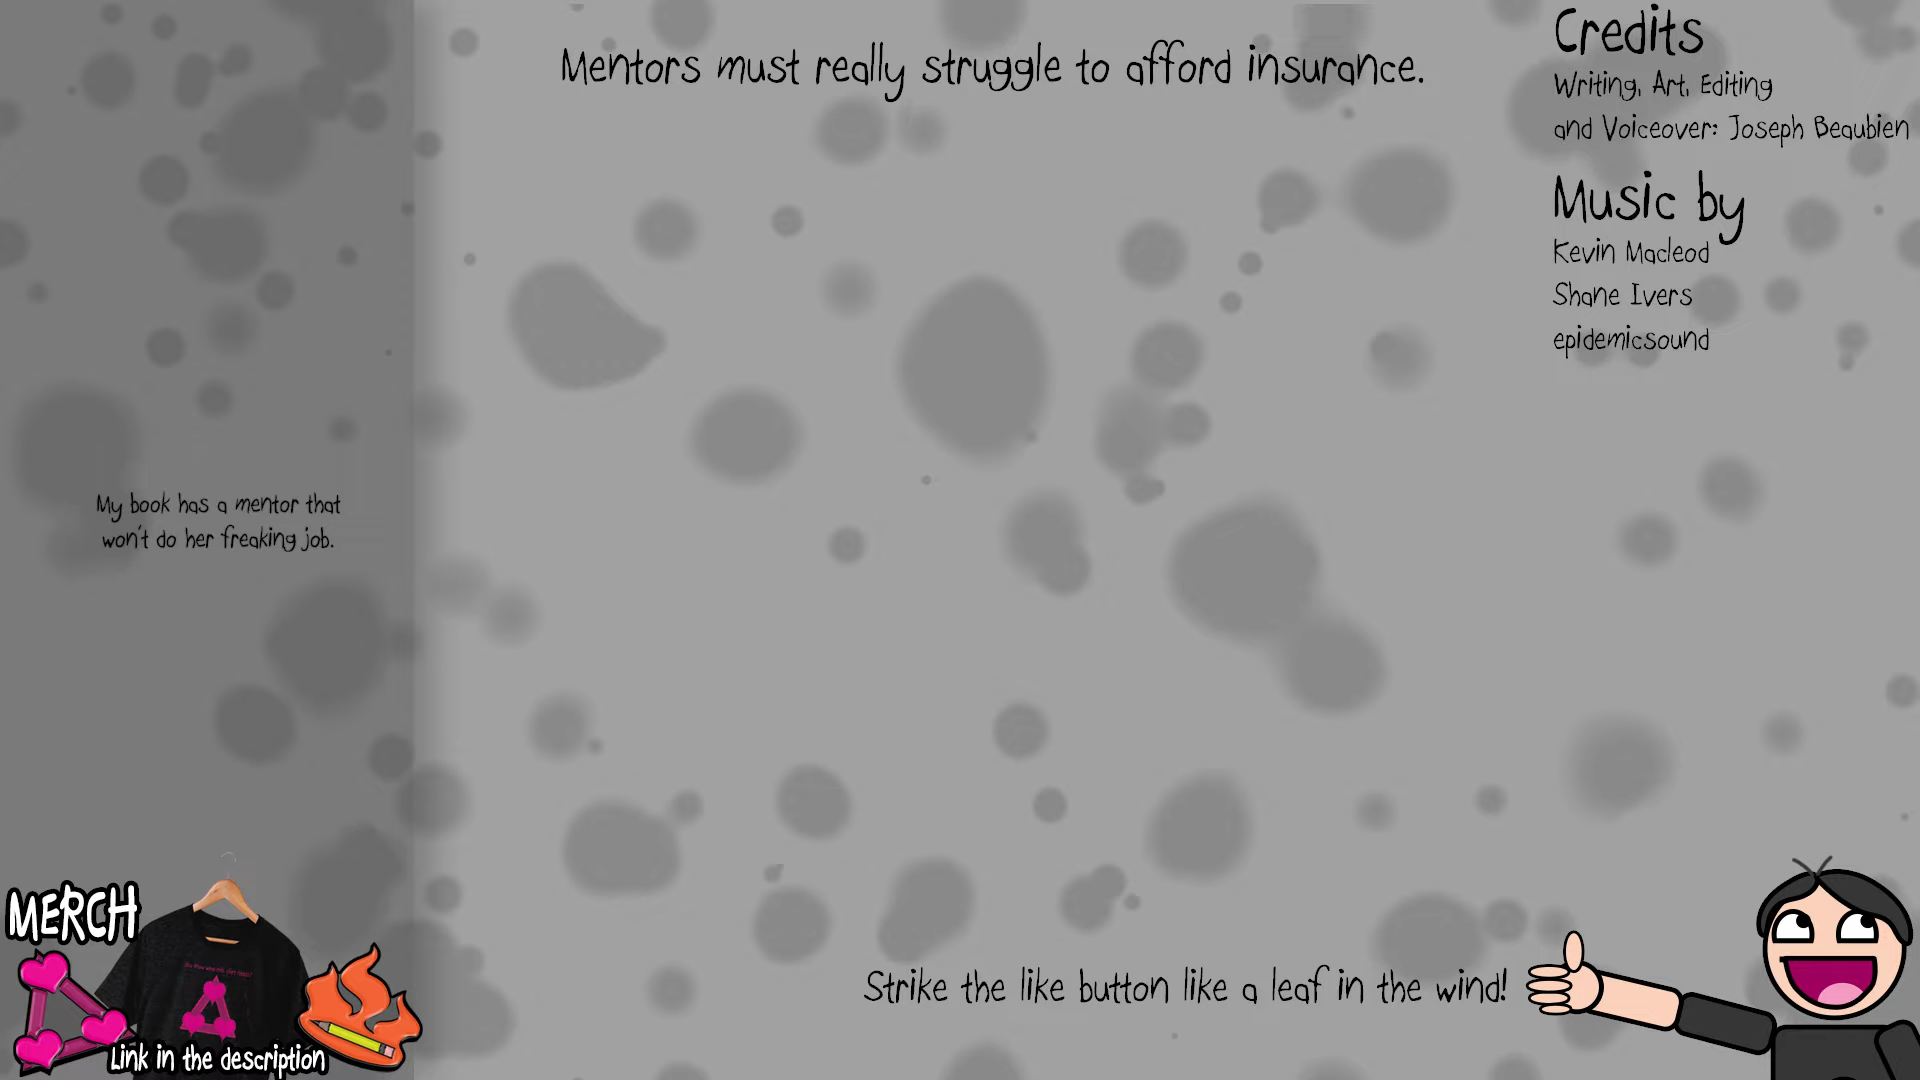 Mentors must really struggle to afford insurance.
Credits
Writing, Art, Editing
and Voiceover: Joseph Beaubien
Music by
Kevin Macleod
Shane Ivers
epidemicsound
My book has a mentor that
won't do her freaking job.
MERCH
Link in the description
Strike the like button like a leaf in the wind!